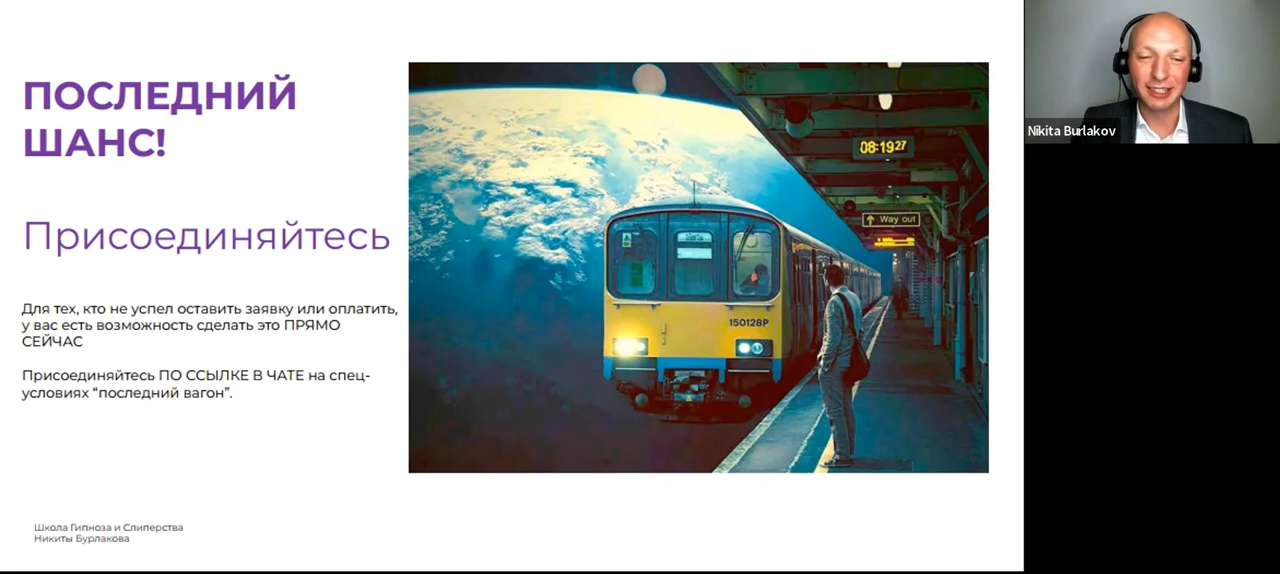 ПОСЛЕДНИЙ
ШАНС!
Присоединяйтесь
Для тех, кто не успел оставить заявку или оплатить,
у вас есть возможность сделать это ПРЯМО
СЕЙЧАС
Присоединяйтесь ПО ССЫЛКЕ В ЧАТЕ на спец-
условиях “последний вагон”.
Школа Гипноза и Слиперства
Никиты Бурлакова
08:1927
Way out
150128P
Nikita Burlakov